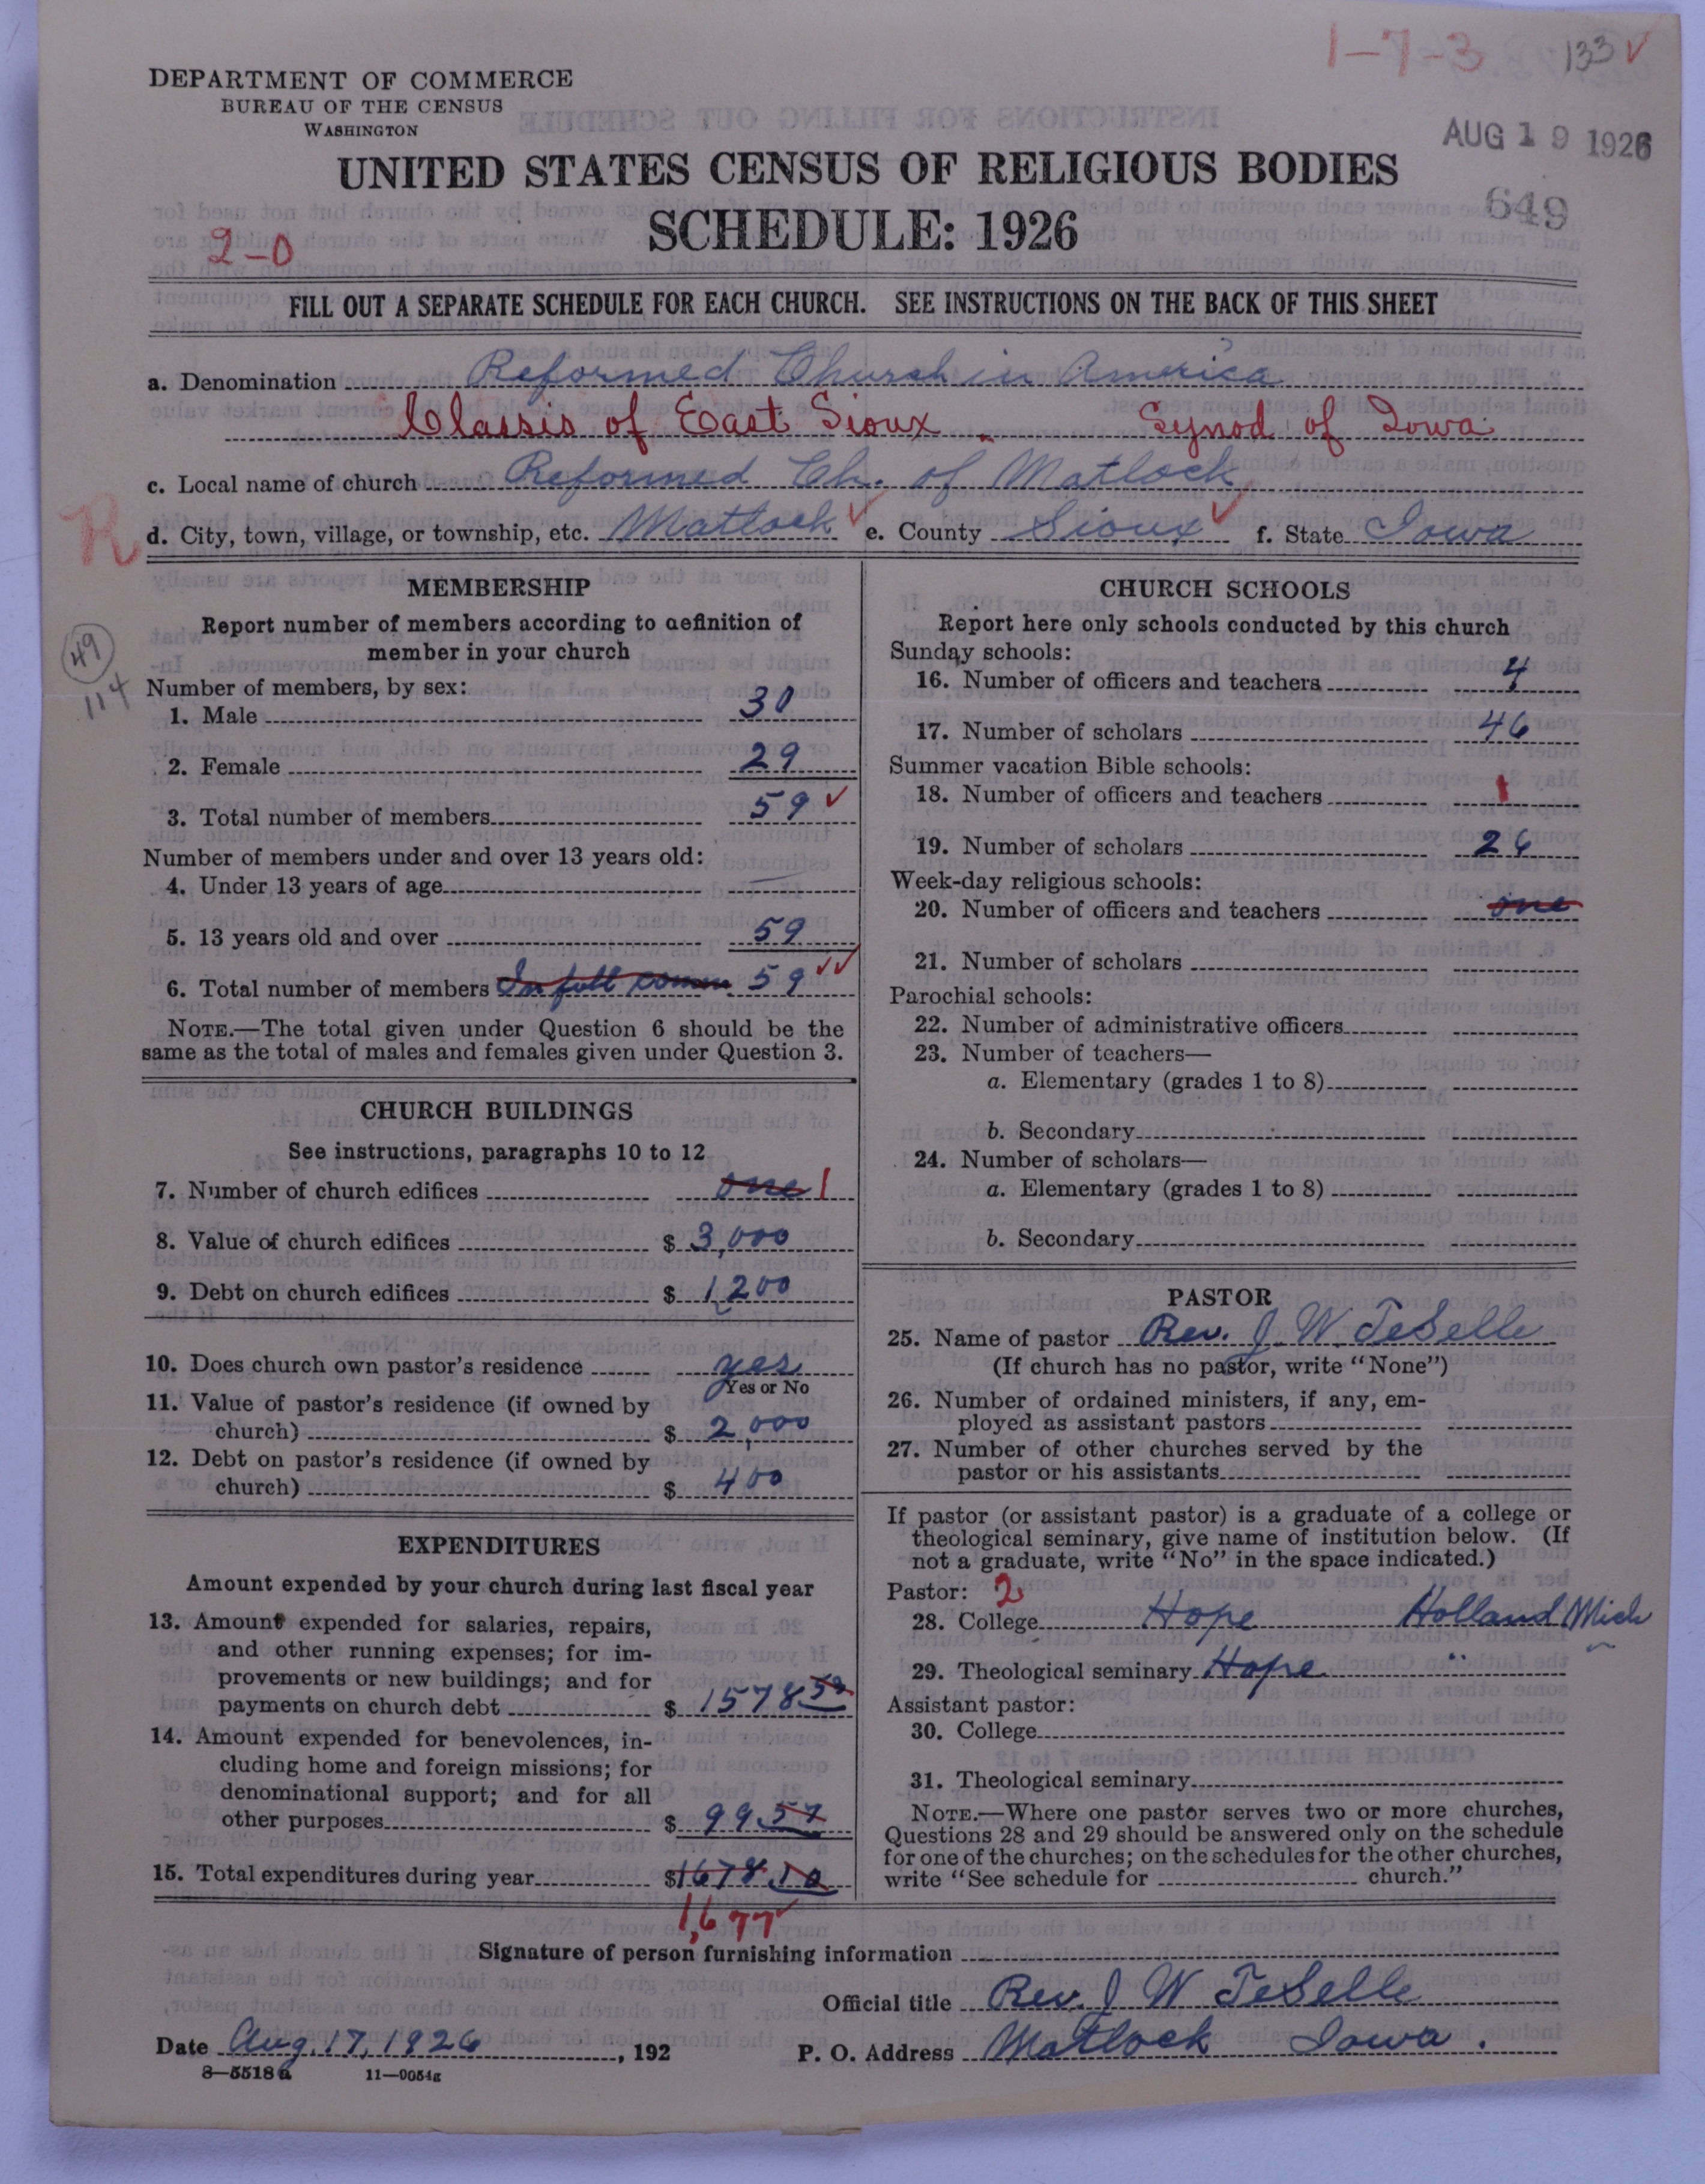 1-7-3 133 ✓
DEPARTMENT OF COMMERCE
BUREAU OF THE CENSUS
WASHINGTON
AUG 19 1926
UNITED STATES CENSUS OF RELIGIOUS BODIES
649
SCHEDULE: 1926
2-0
FILL OUT A SEPARATE SCHEDULE FOR EACH CHURCH. SEE INSTRUCTIONS ON THE BACK OF THIS SHEET
a. Denomination Reformed Church in America
Classis of East Sioux - Synod of Iowa
c. Local name of church Reformed Ch. of Matlock
R
d. City, town, village, or township, etc. Matlock ✓ e. County Sioux ✓ f. State Iowa
MEMBERSHIP
Report number of members according to definition of
member in your church
49
114
Number of members, by sex:
1. Male 30
2. Female 29
3. Total number of members 59 ✓
Number of members under and over 13 years old:
4. Under 13 years of age
5. 13 years old and over 59
6. Total number of members In full comm 59 ✓✓
NOTE.—The total given under Question 6 should be the
same as the total of males and females given under Question 3.
CHURCH BUILDINGS
See instructions, paragraphs 10 to 12
7. Number of church edifices one 1
8. Value of church edifices $ 3,000
9. Debt on church edifices $ 1,200
10. Does church own pastor's residence yes
Yes or No
11. Value of pastor's residence (if owned by
church) $ 2,000
12. Debt on pastor's residence (if owned by
church) $ 400
EXPENDITURES
Amount expended by your church during last fiscal year
13. Amount expended for salaries, repairs,
and other running expenses; for im-
provements or new buildings; and for
payments on church debt $ 1578 53
14. Amount expended for benevolences, in-
cluding home and foreign missions; for
denominational support; and for all
other purposes $ 99 57
15. Total expenditures during year $1678 10
1,677 ✓
CHURCH SCHOOLS
Report here only schools conducted by this church
Sunday schools:
16. Number of officers and teachers 4
17. Number of scholars 46
Summer vacation Bible schools:
18. Number of officers and teachers 1
19. Number of scholars 26
Week-day religious schools:
20. Number of officers and teachers one
21. Number of scholars
Parochial schools:
22. Number of administrative officers
23. Number of teachers—
a. Elementary (grades 1 to 8)
b. Secondary
24. Number of scholars—
a. Elementary (grades 1 to 8)
b. Secondary
PASTOR
25. Name of pastor Rev. J. W. TeSelle
(If church has no pastor, write "None")
26. Number of ordained ministers, if any, em-
ployed as assistant pastors
27. Number of other churches served by the
pastor or his assistants
If pastor (or assistant pastor) is a graduate of a college or
theological seminary, give name of institution below. (If
not a graduate, write "No" in the space indicated.)
Pastor: 2
28. College Hope Holland Mich
29. Theological seminary Hope "
Assistant pastor:
30. College
31. Theological seminary
NOTE.—Where one pastor serves two or more churches,
Questions 28 and 29 should be answered only on the schedule
for one of the churches; on the schedules for the other churches,
write "See schedule for church."
Signature of person furnishing information
Official title Rev. J W TeSelle
Date Aug. 17, 1926, 192
P. O. Address Matlock Iowa.
8—5518a 11—0054g